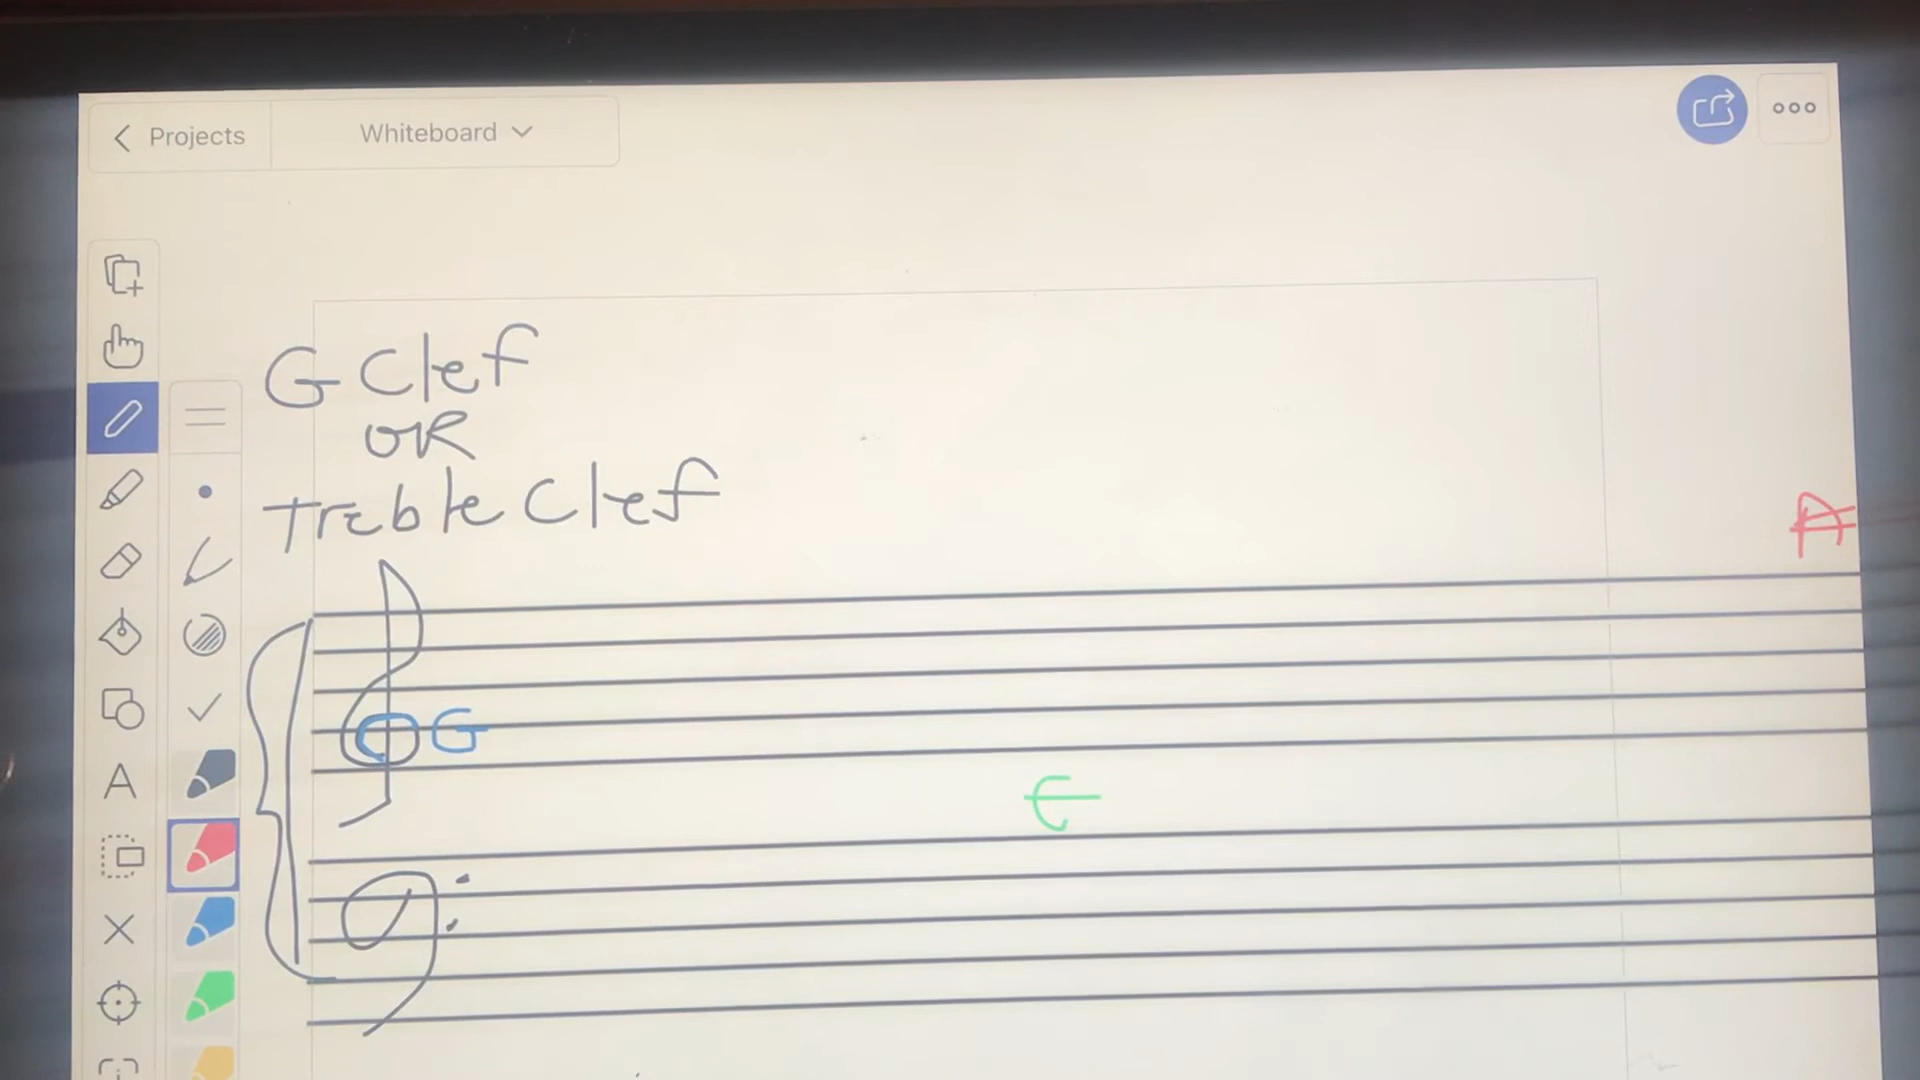 Projects
Whiteboard
G Clef
OR
Treble Clef
A
G
A